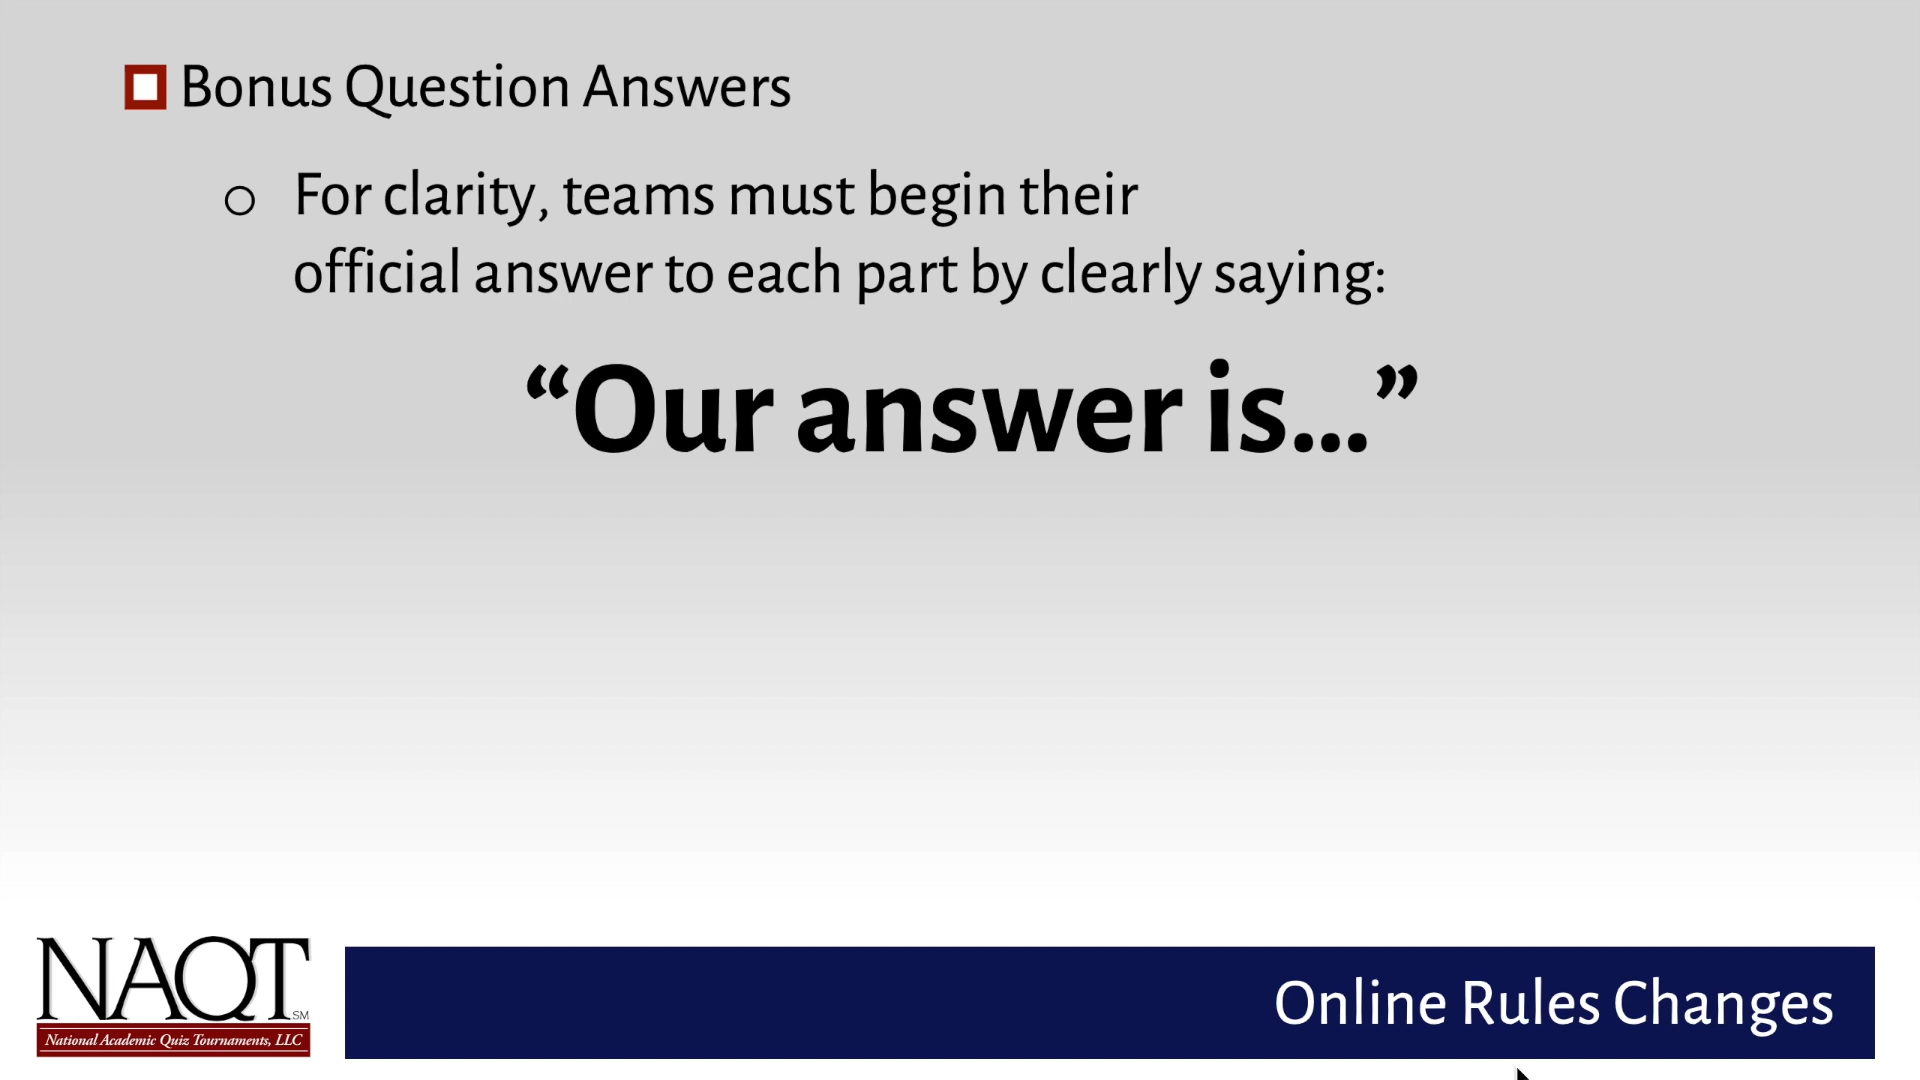 Bonus Question Answers
For clarity, teams must begin their
official answer to each part by clearly saying:
“Our answer is...”
NAQT SM
National Academic Quiz Tournaments, LLC
Online Rules Changes